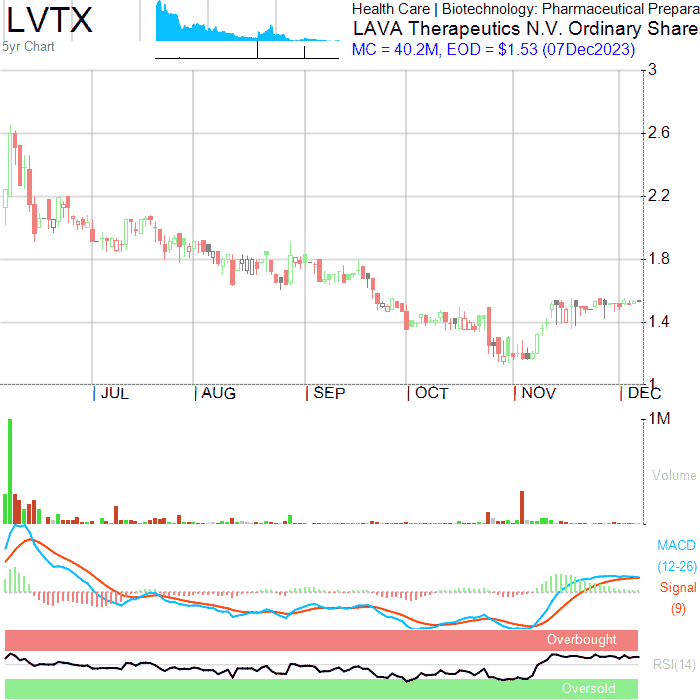 LVTX
5yr Chart
Health Care | Biotechnology: Pharmaceutical Prepara
LAVA Therapeutics N.V. Ordinary Share
MC = 40.2M, EOD = $1.53 (07Dec2023)
3
2.6
2.2
1.8
1.4
1
JUL
AUG
SEP
OCT
NOV
DEC
1M
Volume
MACD
(12-26)
Signal
(9)
Overbought
RSI(14)
Oversold